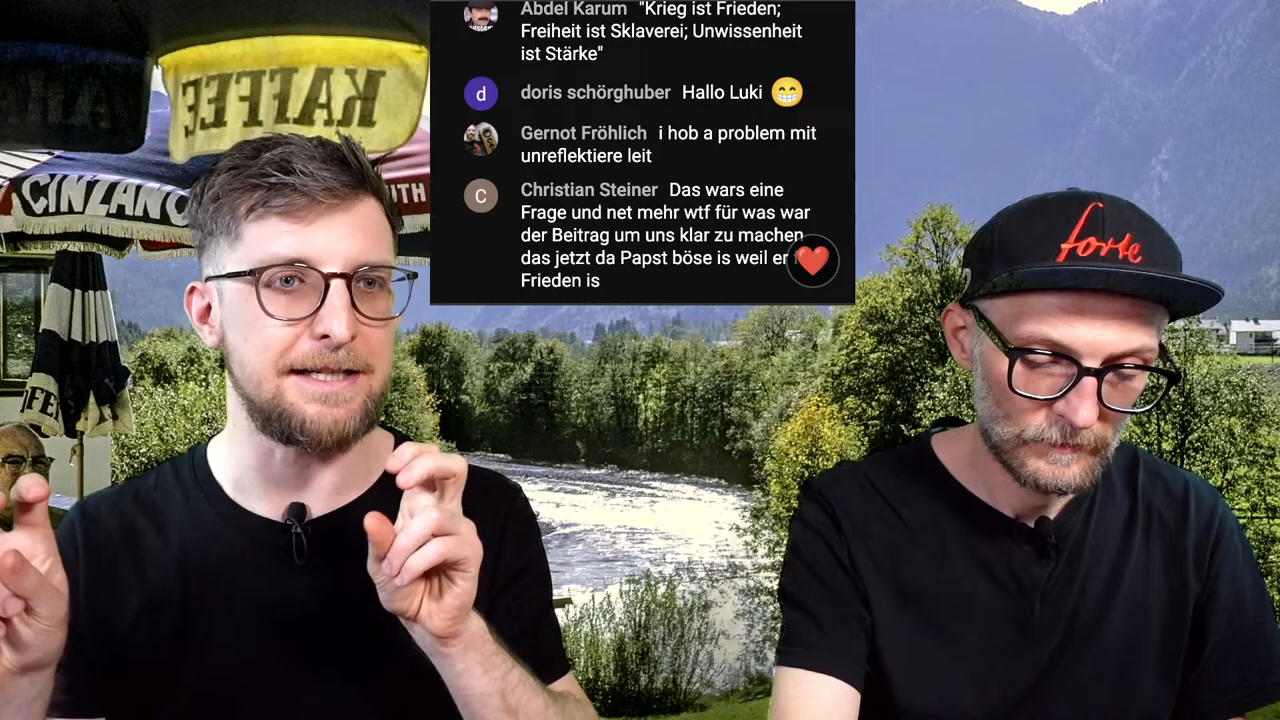 Abdel Karum "Krieg ist Frieden;
Freiheit ist Sklaverei; Unwissenheit
ist Stärke"
d
doris schörghuber Hallo Luki 😁
Gernot Fröhlich i hob a problem mit
unreflektiere leit
C
Christian Steiner Das wars eine
Frage und net mehr wtf für was war
der Beitrag um uns klar zu machen
das jetzt da Papst böse is weil er
Frieden is
KAFFEE
CINZANO
forte